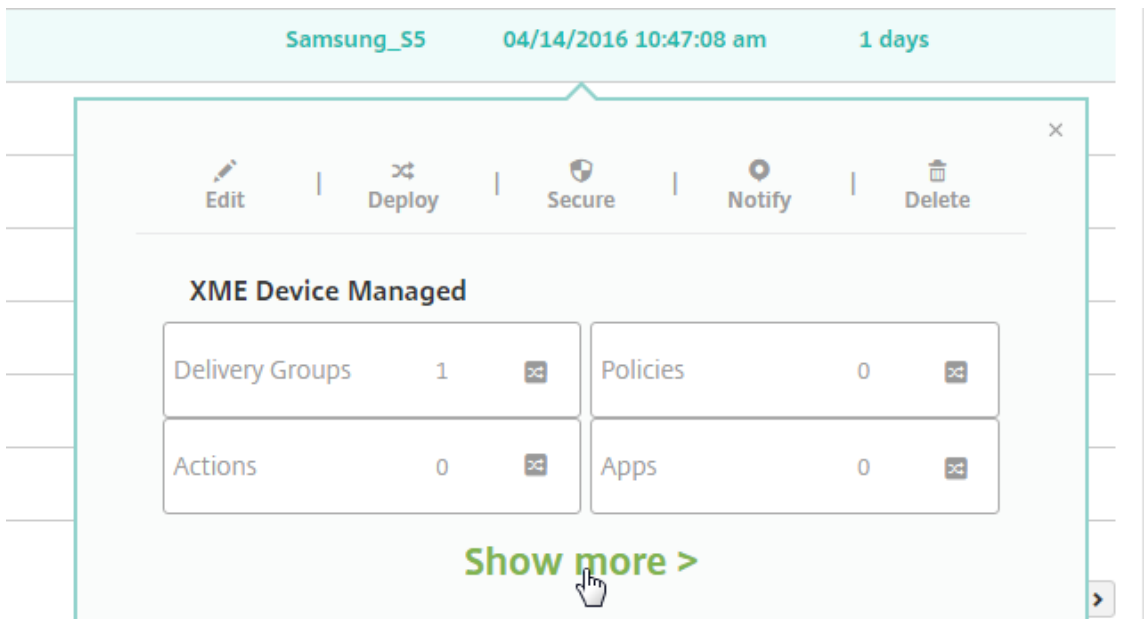 Samsung_S5 04/14/2016 10:47:08 am 1 days
Edit | Deploy | Secure | Notify | Delete
XME Device Managed
Delivery Groups 1 Policies 0
Actions 0 Apps 0
Show more >